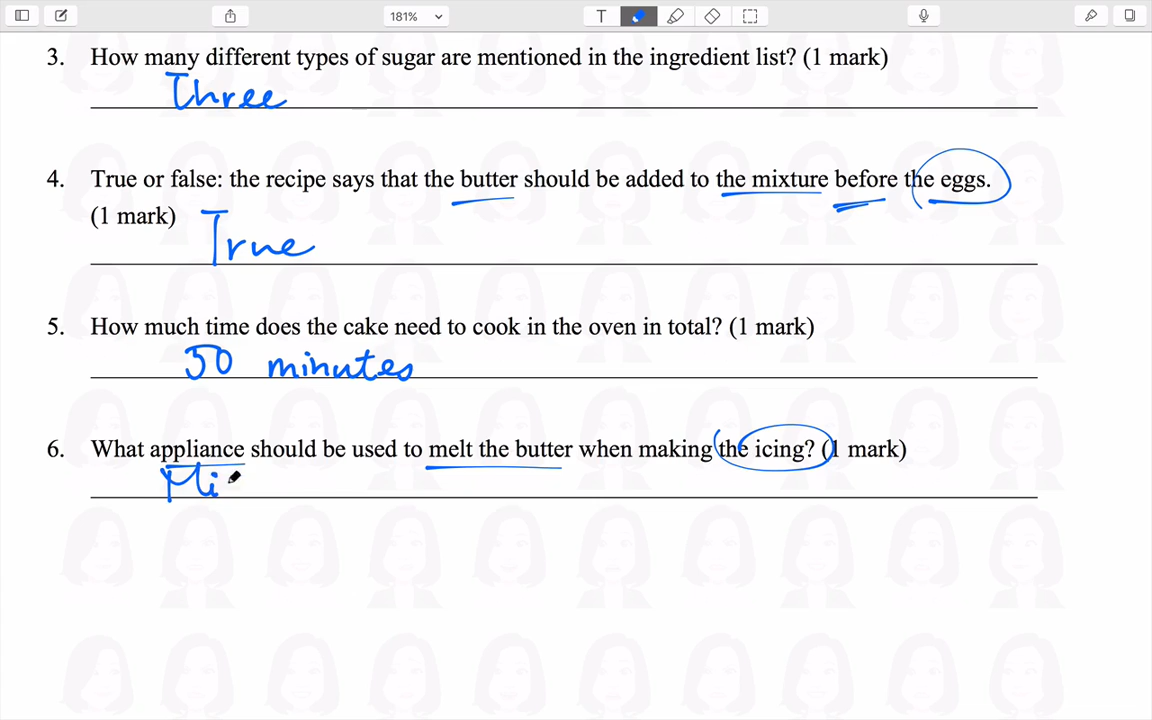 181%
T
3. How many different types of sugar are mentioned in the ingredient list? (1 mark)
Three
4. True or false: the recipe says that the butter should be added to the mixture before the eggs.
(1 mark)
True
5. How much time does the cake need to cook in the oven in total? (1 mark)
minutes
6. What appliance should be used to melt the butter when making the icing? (1 mark)
Mi